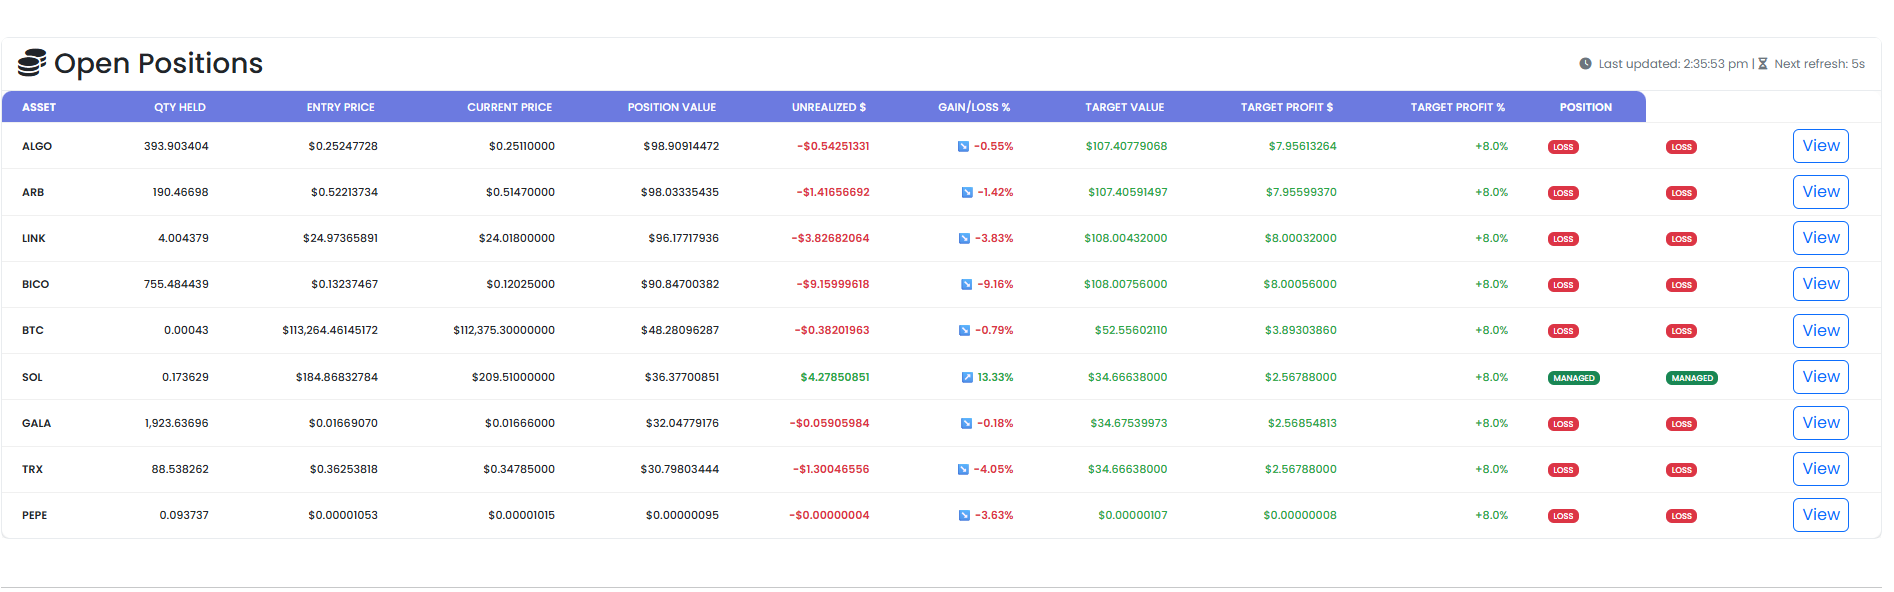 Open Positions
Last updated: 2:35:53 pm | Next refresh: 5s
ASSET QTY HELD ENTRY PRICE CURRENT PRICE POSITION VALUE UNREALIZED $ GAIN/LOSS % TARGET VALUE TARGET PROFIT $ TARGET PROFIT % POSITION
ALGO 393.903404 $0.25247728 $0.25110000 $98.90914472 -$0.54251331 -0.55% $107.40779068 $7.95613264 +8.0% LOSS LOSS View
ARB 190.46698 $0.52213734 $0.51470000 $98.03335435 -$1.41656692 -1.42% $107.40591497 $7.95599370 +8.0% LOSS LOSS View
LINK 4.004379 $24.97365891 $24.01800000 $96.17717936 -$3.82682064 -3.83% $108.00432000 $8.00032000 +8.0% LOSS LOSS View
BICO 755.484439 $0.13237467 $0.12025000 $90.84700382 -$9.15999618 -9.16% $108.00756000 $8.00056000 +8.0% LOSS LOSS View
BTC 0.00043 $113,264.46145172 $112,375.30000000 $48.28096287 -$0.38201963 -0.79% $52.55602110 $3.89303860 +8.0% LOSS LOSS View
SOL 0.173629 $184.86832784 $209.51000000 $36.37700851 $4.27850851 13.33% $34.66638000 $2.56788000 +8.0% MANAGED MANAGED View
GALA 1,923.63696 $0.01669070 $0.01666000 $32.04779176 -$0.05905984 -0.18% $34.67539973 $2.56854813 +8.0% LOSS LOSS View
TRX 88.538262 $0.36253818 $0.34785000 $30.79803444 -$1.30046556 -4.05% $34.66638000 $2.56788000 +8.0% LOSS LOSS View
PEPE 0.093737 $0.00001053 $0.00001015 $0.00000095 -$0.00000004 -3.63% $0.00000107 $0.00000008 +8.0% LOSS LOSS View